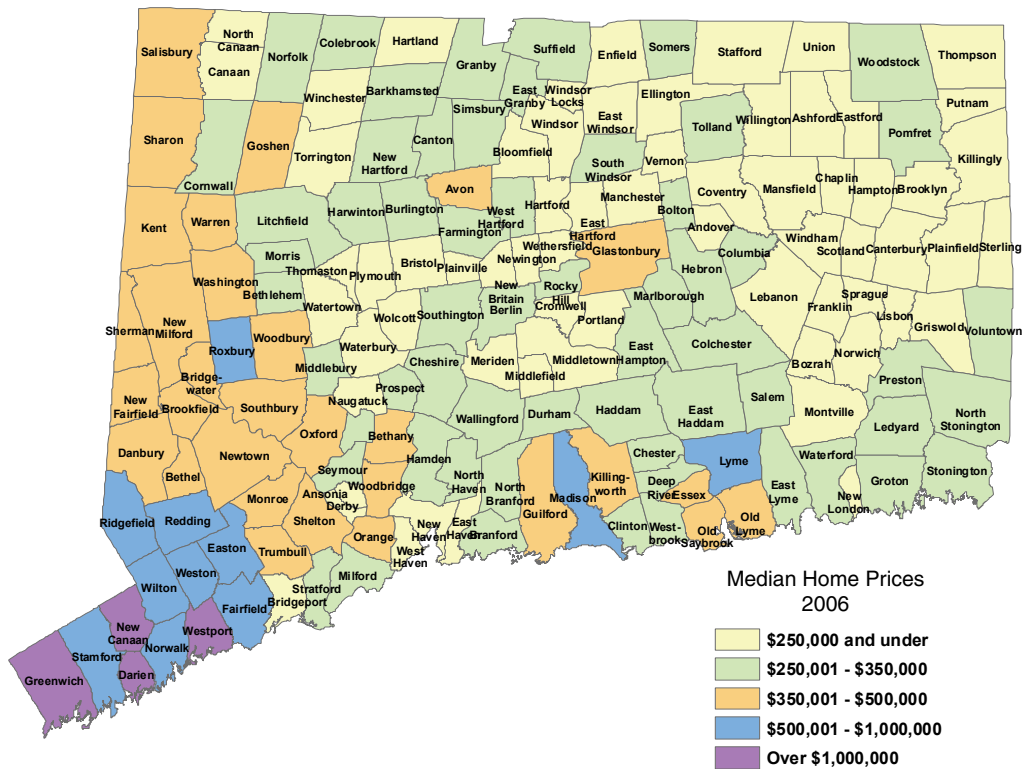 North
Canaan
Colebrook
Hartland
Suffield
Enfield
Somers
Stafford
Union
Thompson
Salisbury
Norfolk
Granby
Woodstock
Canaan
Winchester
Barkhamsted
East
Granby
Windsor
Locks
Ellington
Putnam
Simsbury
Sharon
Goshen
Torrington
New
Hartford
Canton
Bloomfield
Windsor
East
Windsor
Tolland
Willington
Ashford
Eastford
Pomfret
Killingly
Vernon
South
Windsor
Cornwall
Avon
Chaplin
Mansfield
Hampton
Brooklyn
Coventry
Manchester
Hartford
West
Hartford
Harwinton
Burlington
Litchfield
Warren
Kent
Bolton
Andover
East
Hartford
Farmington
Wethersfield
Newington
Glastonbury
Windham
Scotland
Canterbury
Plainfield
Sterling
Columbia
Hebron
Morris
Thomaston
Plymouth
Bristol
Plainville
Washington
Bethlehem
Watertown
New
Britain
Berlin
Rocky
Hill
Cromwell
Marlborough
Lebanon
Franklin
Sprague
Lisbon
Griswold
Voluntown
Sherman
New
Milford
Woodbury
Wolcott
Southington
Portland
Roxbury
Waterbury
Middlebury
Cheshire
Meriden
Middletown
Middlefield
East
Hampton
Colchester
Bozrah
Norwich
Bridge-
water
Naugatuck
Prospect
Preston
New
Fairfield
Brookfield
Southbury
Wallingford
Durham
Haddam
East
Haddam
Salem
Montville
Ledyard
North
Stonington
Oxford
Bethany
Danbury
Newtown
Bethel
Seymour
Hamden
Chester
Lyme
Waterford
Stonington
Groton
Monroe
Ansonia
Derby
Woodbridge
North
Haven
North
Branford
Guilford
Madison
Killing-
worth
Deep
River
Essex
East
Lyme
New
London
Ridgefield
Redding
Shelton
Orange
New
Haven
East
Haven
Branford
Clinton
West-
brook
Old
Saybrook
Old
Lyme
Easton
Trumbull
West
Haven
Weston
Wilton
Milford
Stratford
Bridgeport
Fairfield
New
Canaan
Westport
Norwalk
Stamford
Darien
Greenwich
Median Home Prices
2006
$250,000 and under
$250,001 - $350,000
$350,001 - $500,000
$500,001 - $1,000,000
Over $1,000,000